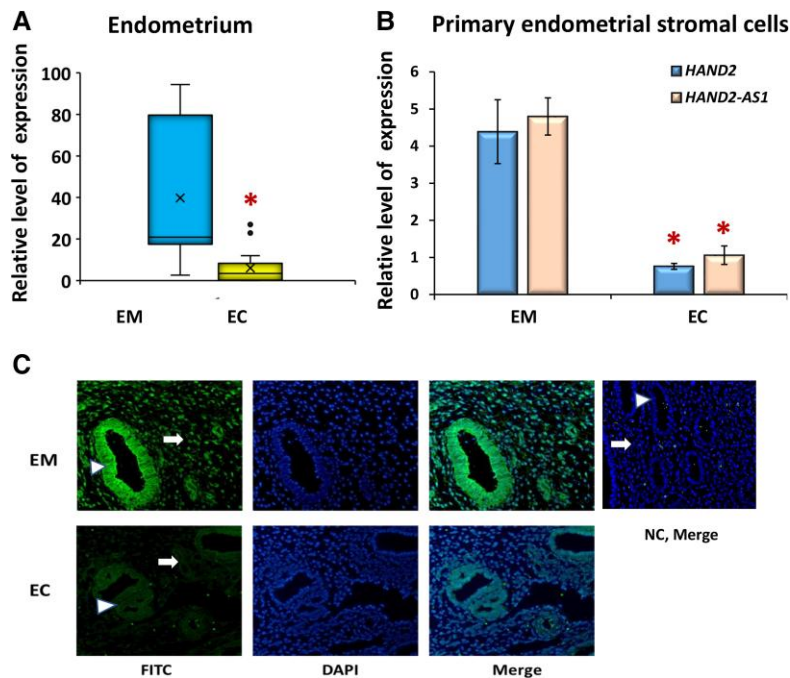 A
Endometrium
Relative level of expression
100
80
60
40
20
0
EM
EC
*
B
Primary endometrial stromal cells
Relative level of expression
6
5
4
3
2
1
0
HAND2
HAND2-AS1
*
*
EM
EC
C
EM
NC, Merge
EC
FITC
DAPI
Merge